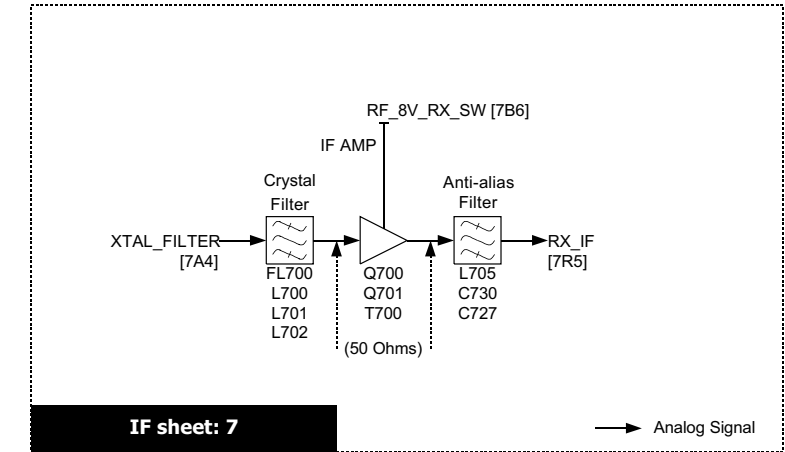 RF_8V_RX_SW [7B6]
IF AMP
Crystal
Filter
Anti-alias
Filter
XTAL_FILTER
[7A4]
RX_IF
[7R5]
FL700
L700
L701
L702
Q700
Q701
T700
L705
C730
C727
(50 Ohms)
IF sheet: 7
Analog Signal